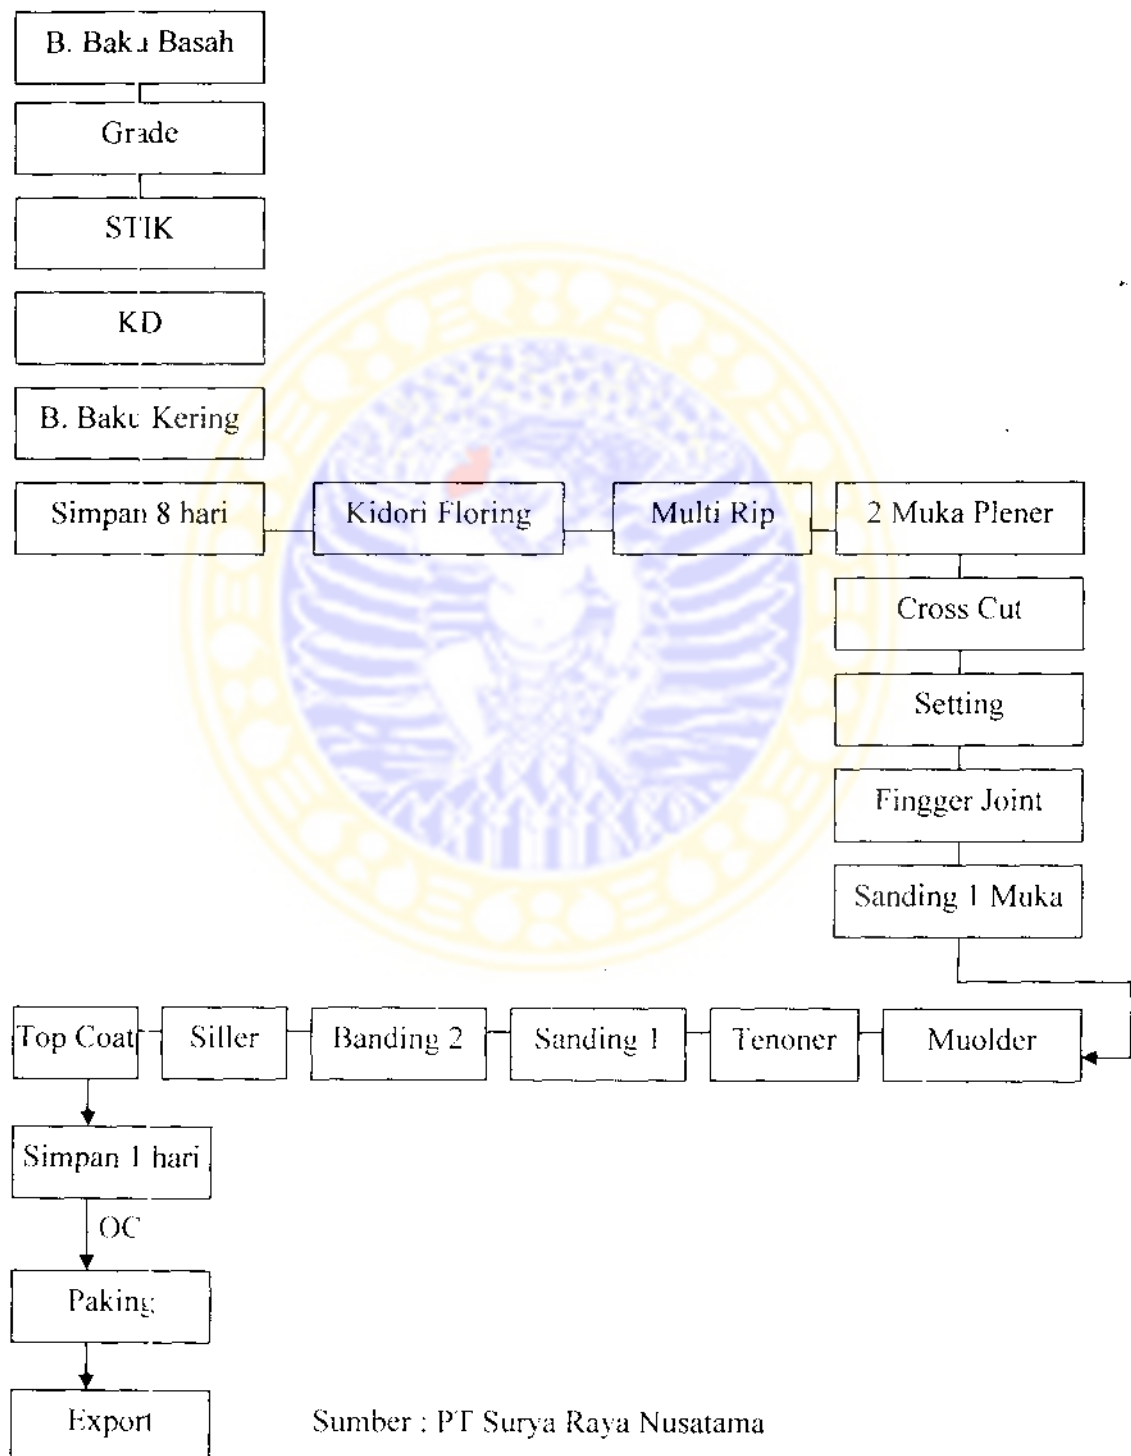 B. Baku Basah
Grade
STIK
KD
B. Baku Kering
Simpan 8 hari
Kidori Floring
Multi Rip
2 Muka Plener
Cross Cut
Setting
Fingger Joint
Sanding 1 Muka
Top Coat
Siller
Banding 2
Sanding 1
Tenoner
Muolder
Simpan 1 hari
OC
Paking
Export
Sumber : PT Surya Raya Nusatama